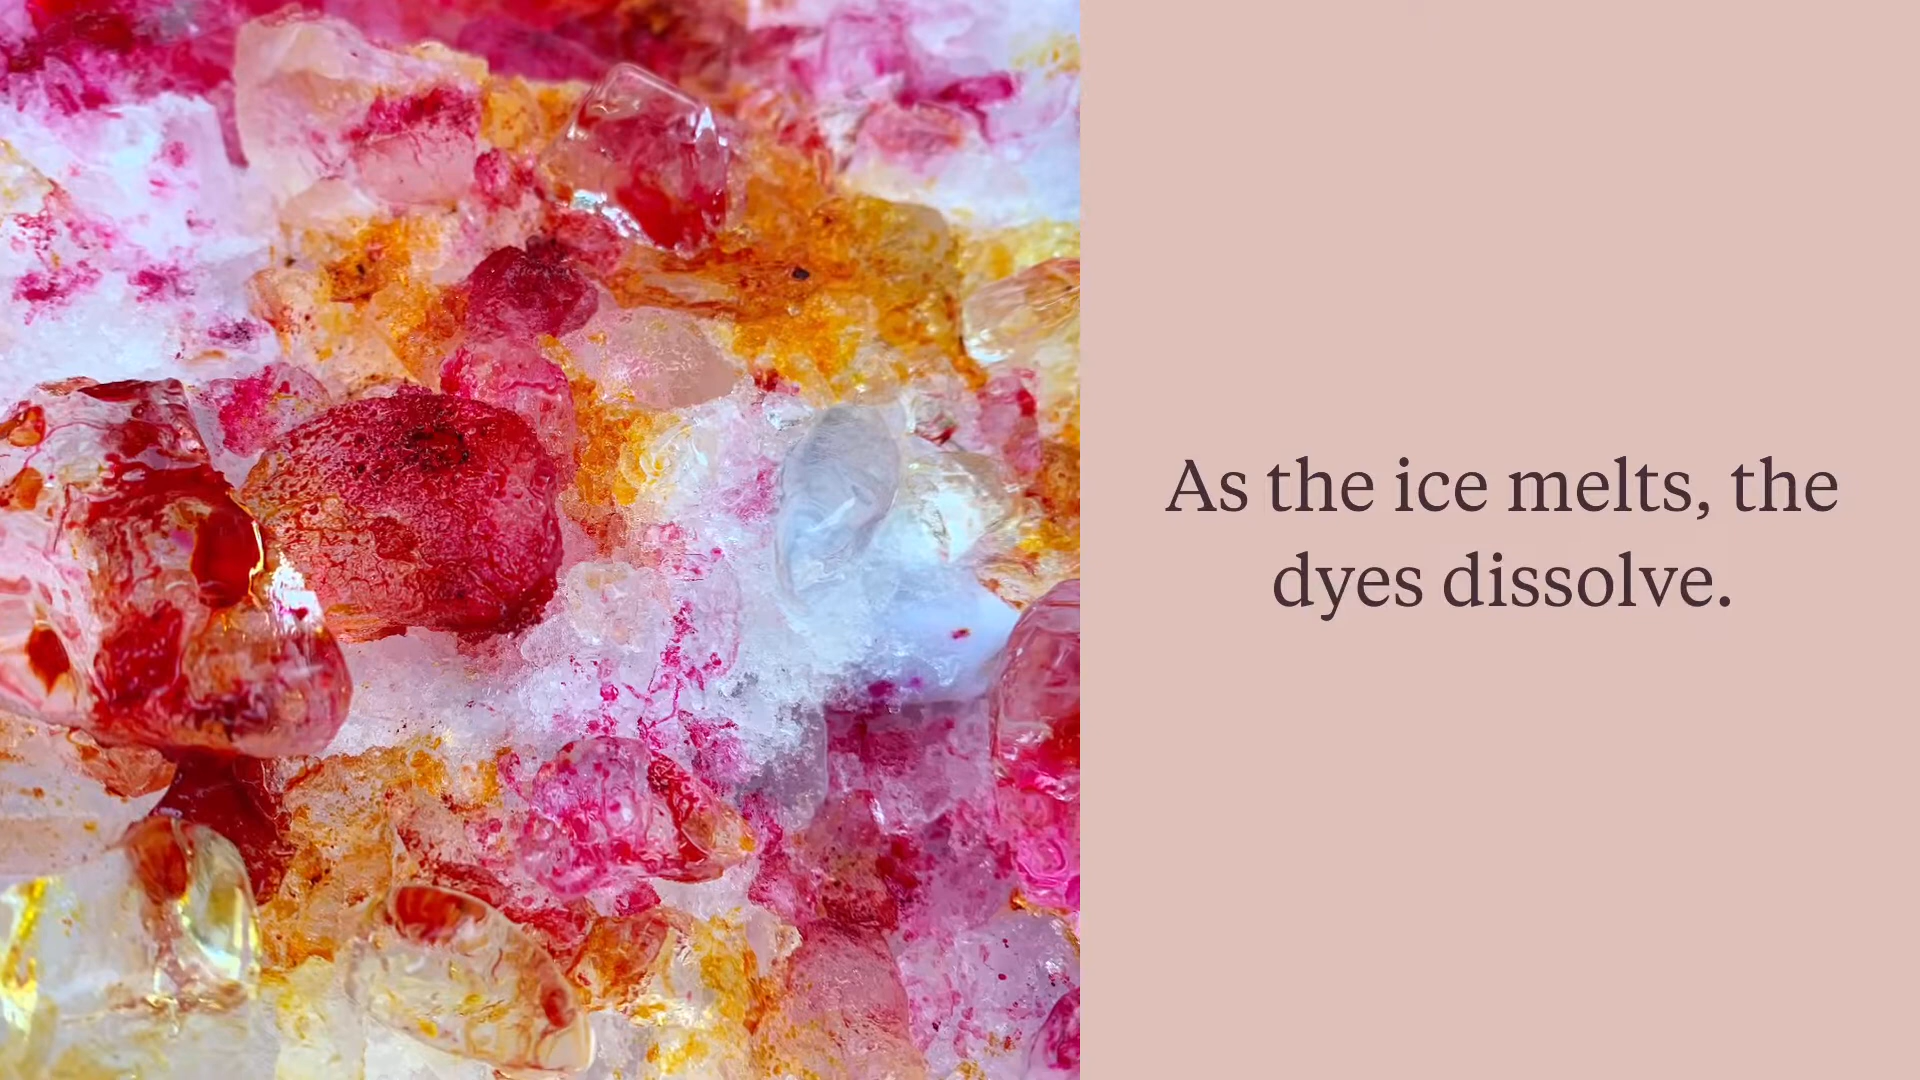 As the ice melts, the
dyes dissolve.